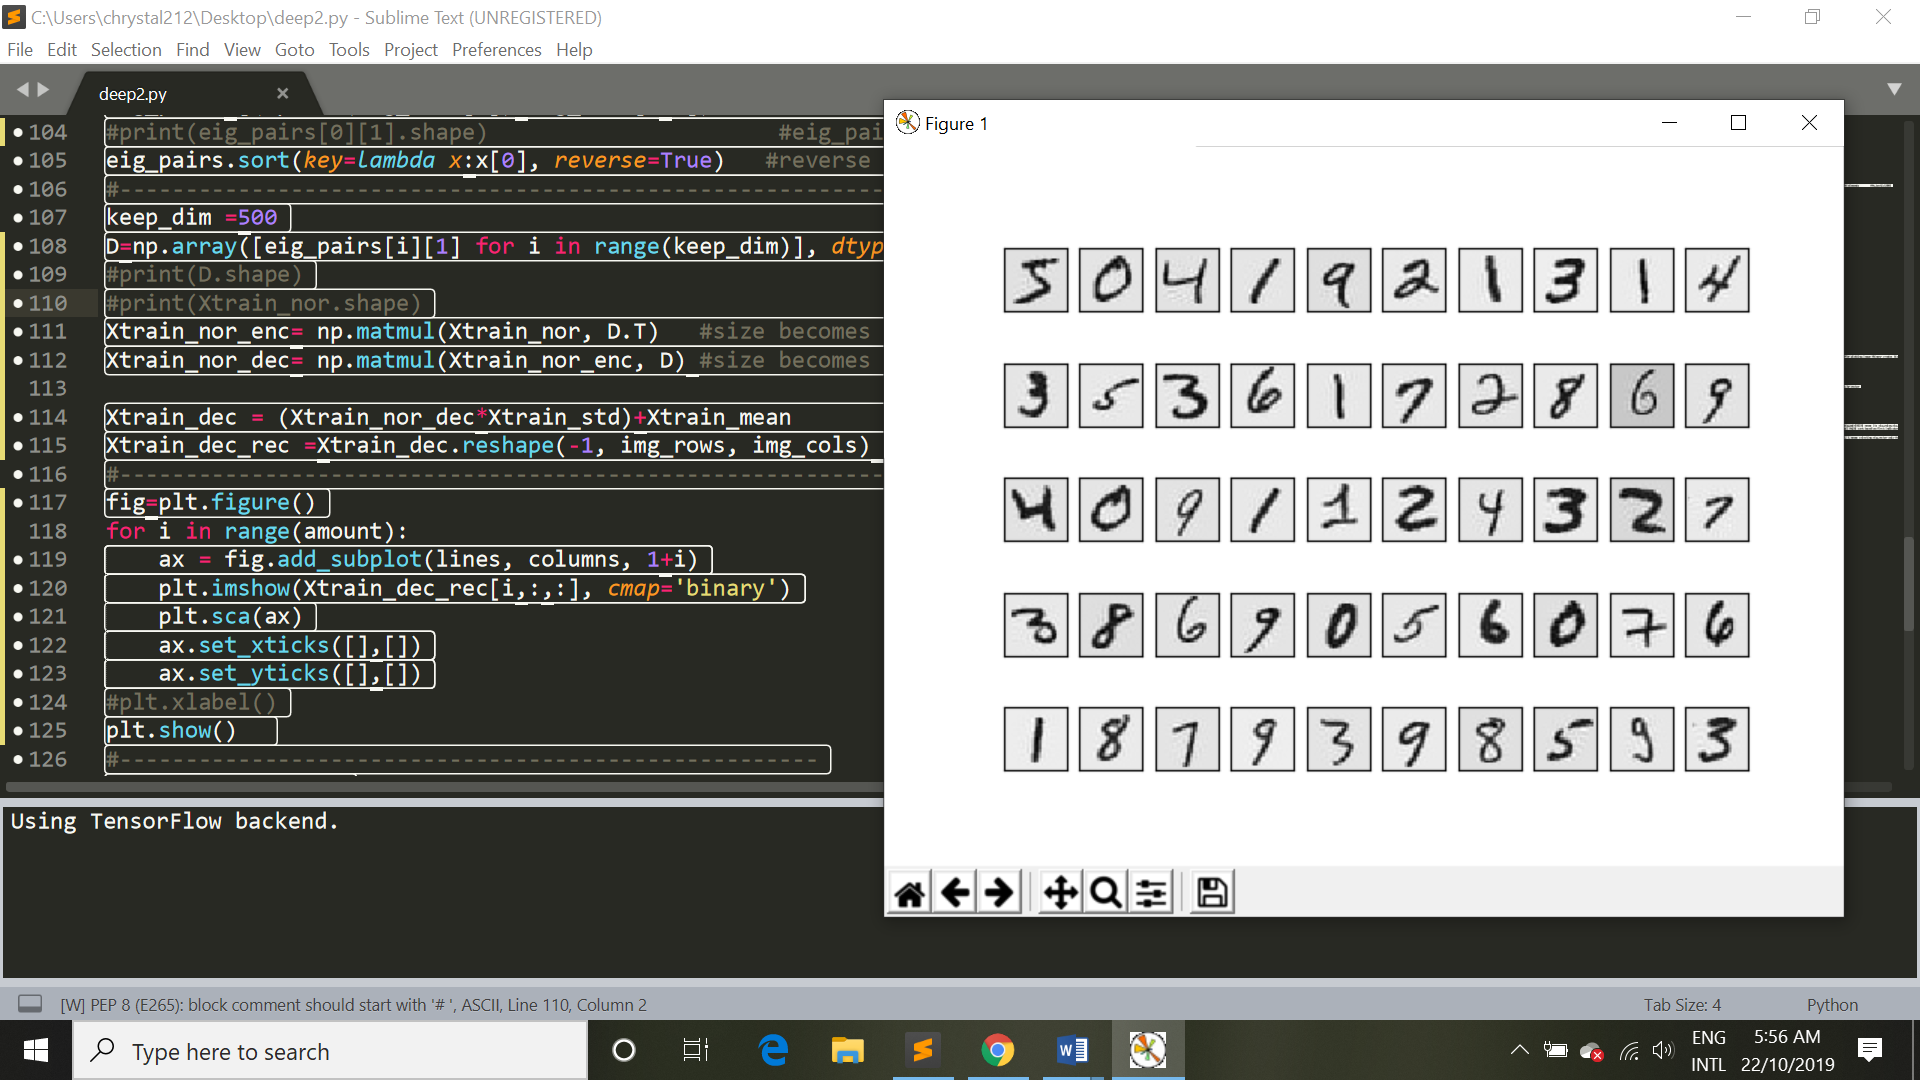 C:\Users\chrystal212\Desktop\deep2.py - Sublime Text (UNREGISTERED)
File Edit Selection Find View Goto Tools Project Preferences Help
deep2.py
104 #print(eig_pairs[0][1].shape) #eig_pai
105 eig_pairs.sort(key=lambda x:x[0], reverse=True) #reverse
106 #----------------------------------------------------------
107 keep_dim =500
108 D=np.array([eig_pairs[i][1] for i in range(keep_dim)], dtyp
109 #print(D.shape)
110 #print(Xtrain_nor.shape)
111 Xtrain_nor_enc= np.matmul(Xtrain_nor, D.T) #size becomes
112 Xtrain_nor_dec= np.matmul(Xtrain_nor_enc, D) #size becomes
113
114 Xtrain_dec = (Xtrain_nor_dec*Xtrain_std)+Xtrain_mean
115 Xtrain_dec_rec =Xtrain_dec.reshape(-1, img_rows, img_cols)
116 #----------------------------------------------------------
117 fig=plt.figure()
118 for i in range(amount):
119 ax = fig.add_subplot(lines, columns, 1+i)
120 plt.imshow(Xtrain_dec_rec[i,:,:], cmap='binary')
121 plt.sca(ax)
122 ax.set_xticks([],[])
123 ax.set_yticks([],[])
124 #plt.xlabel()
125 plt.show()
126 #-----------------------------------------------------
Figure 1
5 0 4 1 9 2 1 3 1 4
3 5 3 6 1 7 2 8 6 9
4 0 9 1 1 2 4 3 2 7
3 8 6 9 0 5 6 0 7 6
1 8 7 9 3 9 8 5 9 3
Using TensorFlow backend.
[W] PEP 8 (E265): block comment should start with '# ', ASCII, Line 110, Column 2
Tab Size: 4
Python
Type here to search
ENG 5:56 AM
INTL 22/10/2019